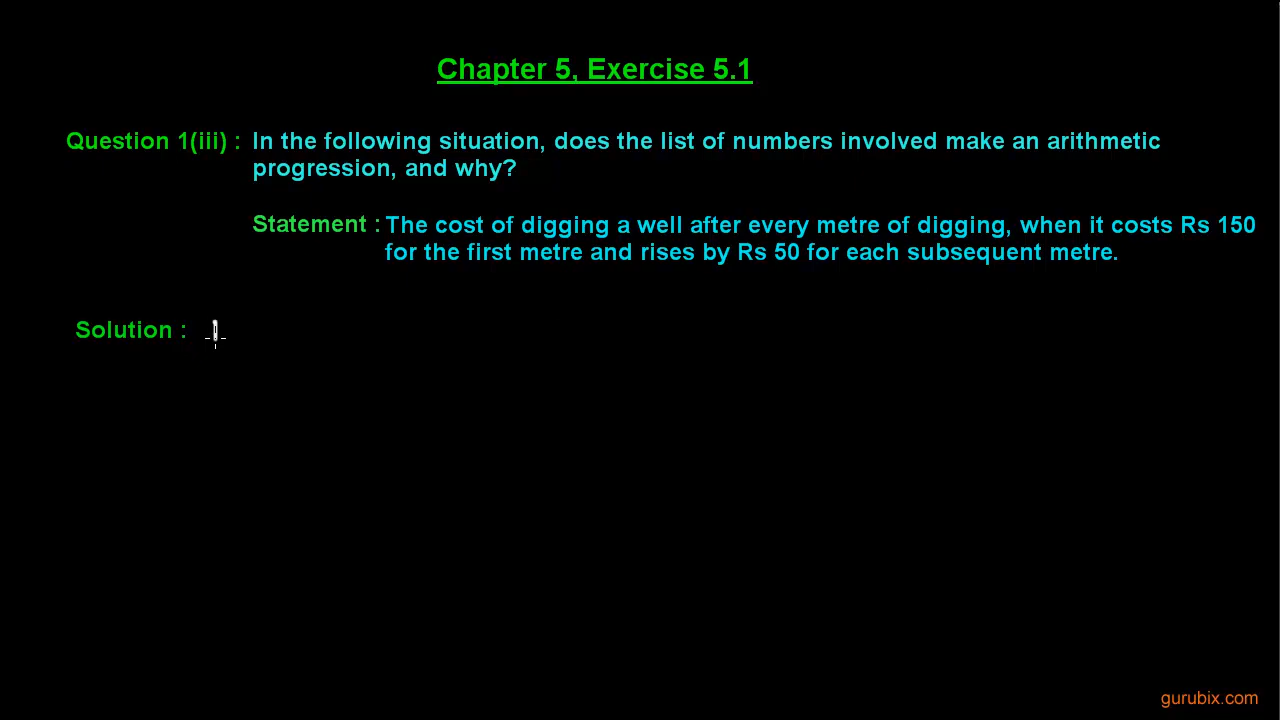 Chapter 5, Exercise 5.1
Question 1(iii) : In the following situation, does the list of numbers involved make an arithmetic
progression, and why?
Statement : The cost of digging a well after every metre of digging, when it costs Rs 150
for the first metre and rises by Rs 50 for each subsequent metre.
Solution :
gurubix.com